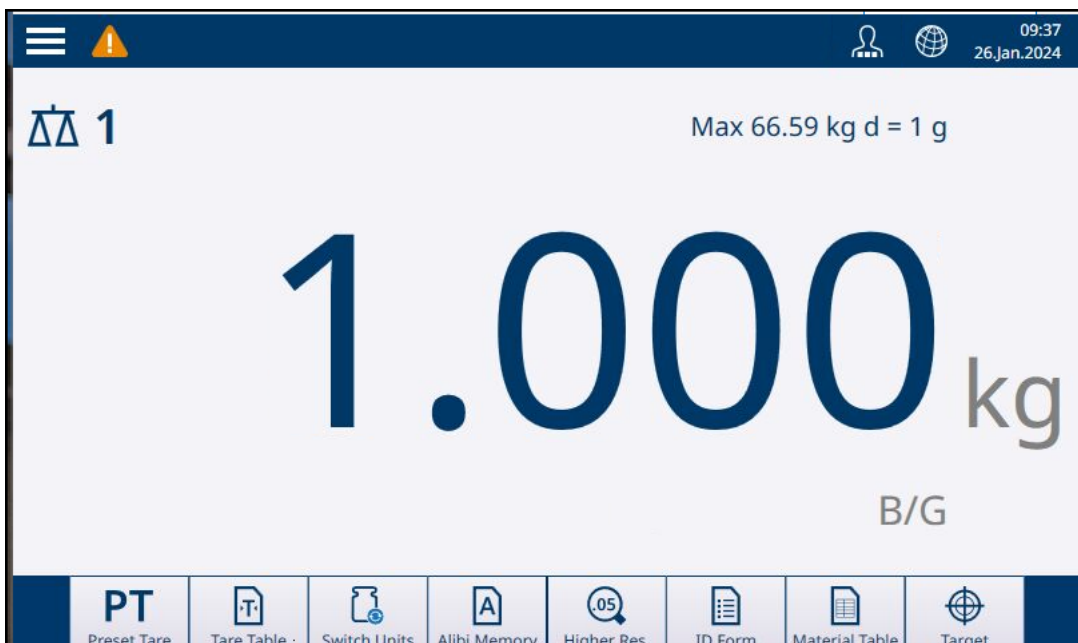 09:37
26.Jan.2024
1
Max 66.59 kg d = 1 g
1.000 kg
B/G
PT
T
A
.05
Preset Tare
Tare Table
Switch Units
Alibi Memory
Higher Res.
ID Form
Material Table
Target